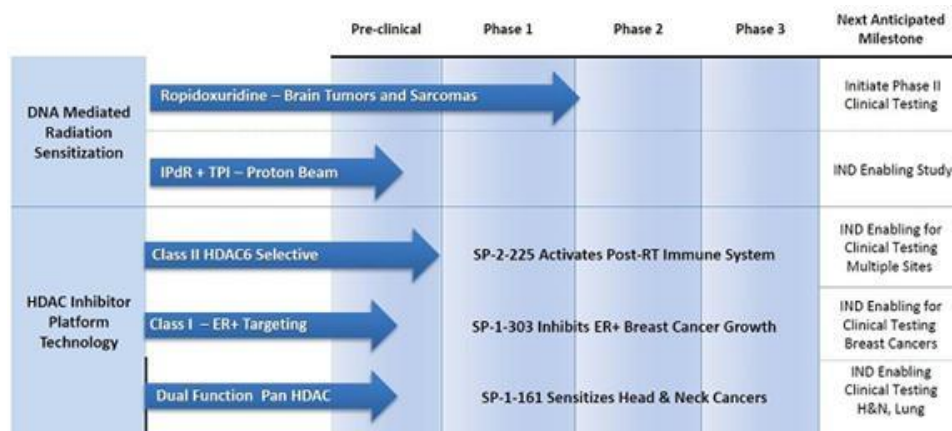 Pre-clinical
Phase 1
Phase 2
Phase 3
Next Anticipated
Milestone
DNA Mediated
Radiation
Sensitization
Ropidoxuridine – Brain Tumors and Sarcomas
Initiate Phase II
Clinical Testing
IPdR + TPI – Proton Beam
IND Enabling Study
HDAC Inhibitor
Platform
Technology
Class II HDAC6 Selective
SP-2-225 Activates Post-RT Immune System
IND Enabling for
Clinical Testing
Multiple Sites
Class I – ER+ Targeting
SP-1-303 Inhibits ER+ Breast Cancer Growth
IND Enabling for
Clinical Testing
Breast Cancers
Dual Function Pan HDAC
SP-1-161 Sensitizes Head & Neck Cancers
IND Enabling
Clinical Testing
H&N, Lung